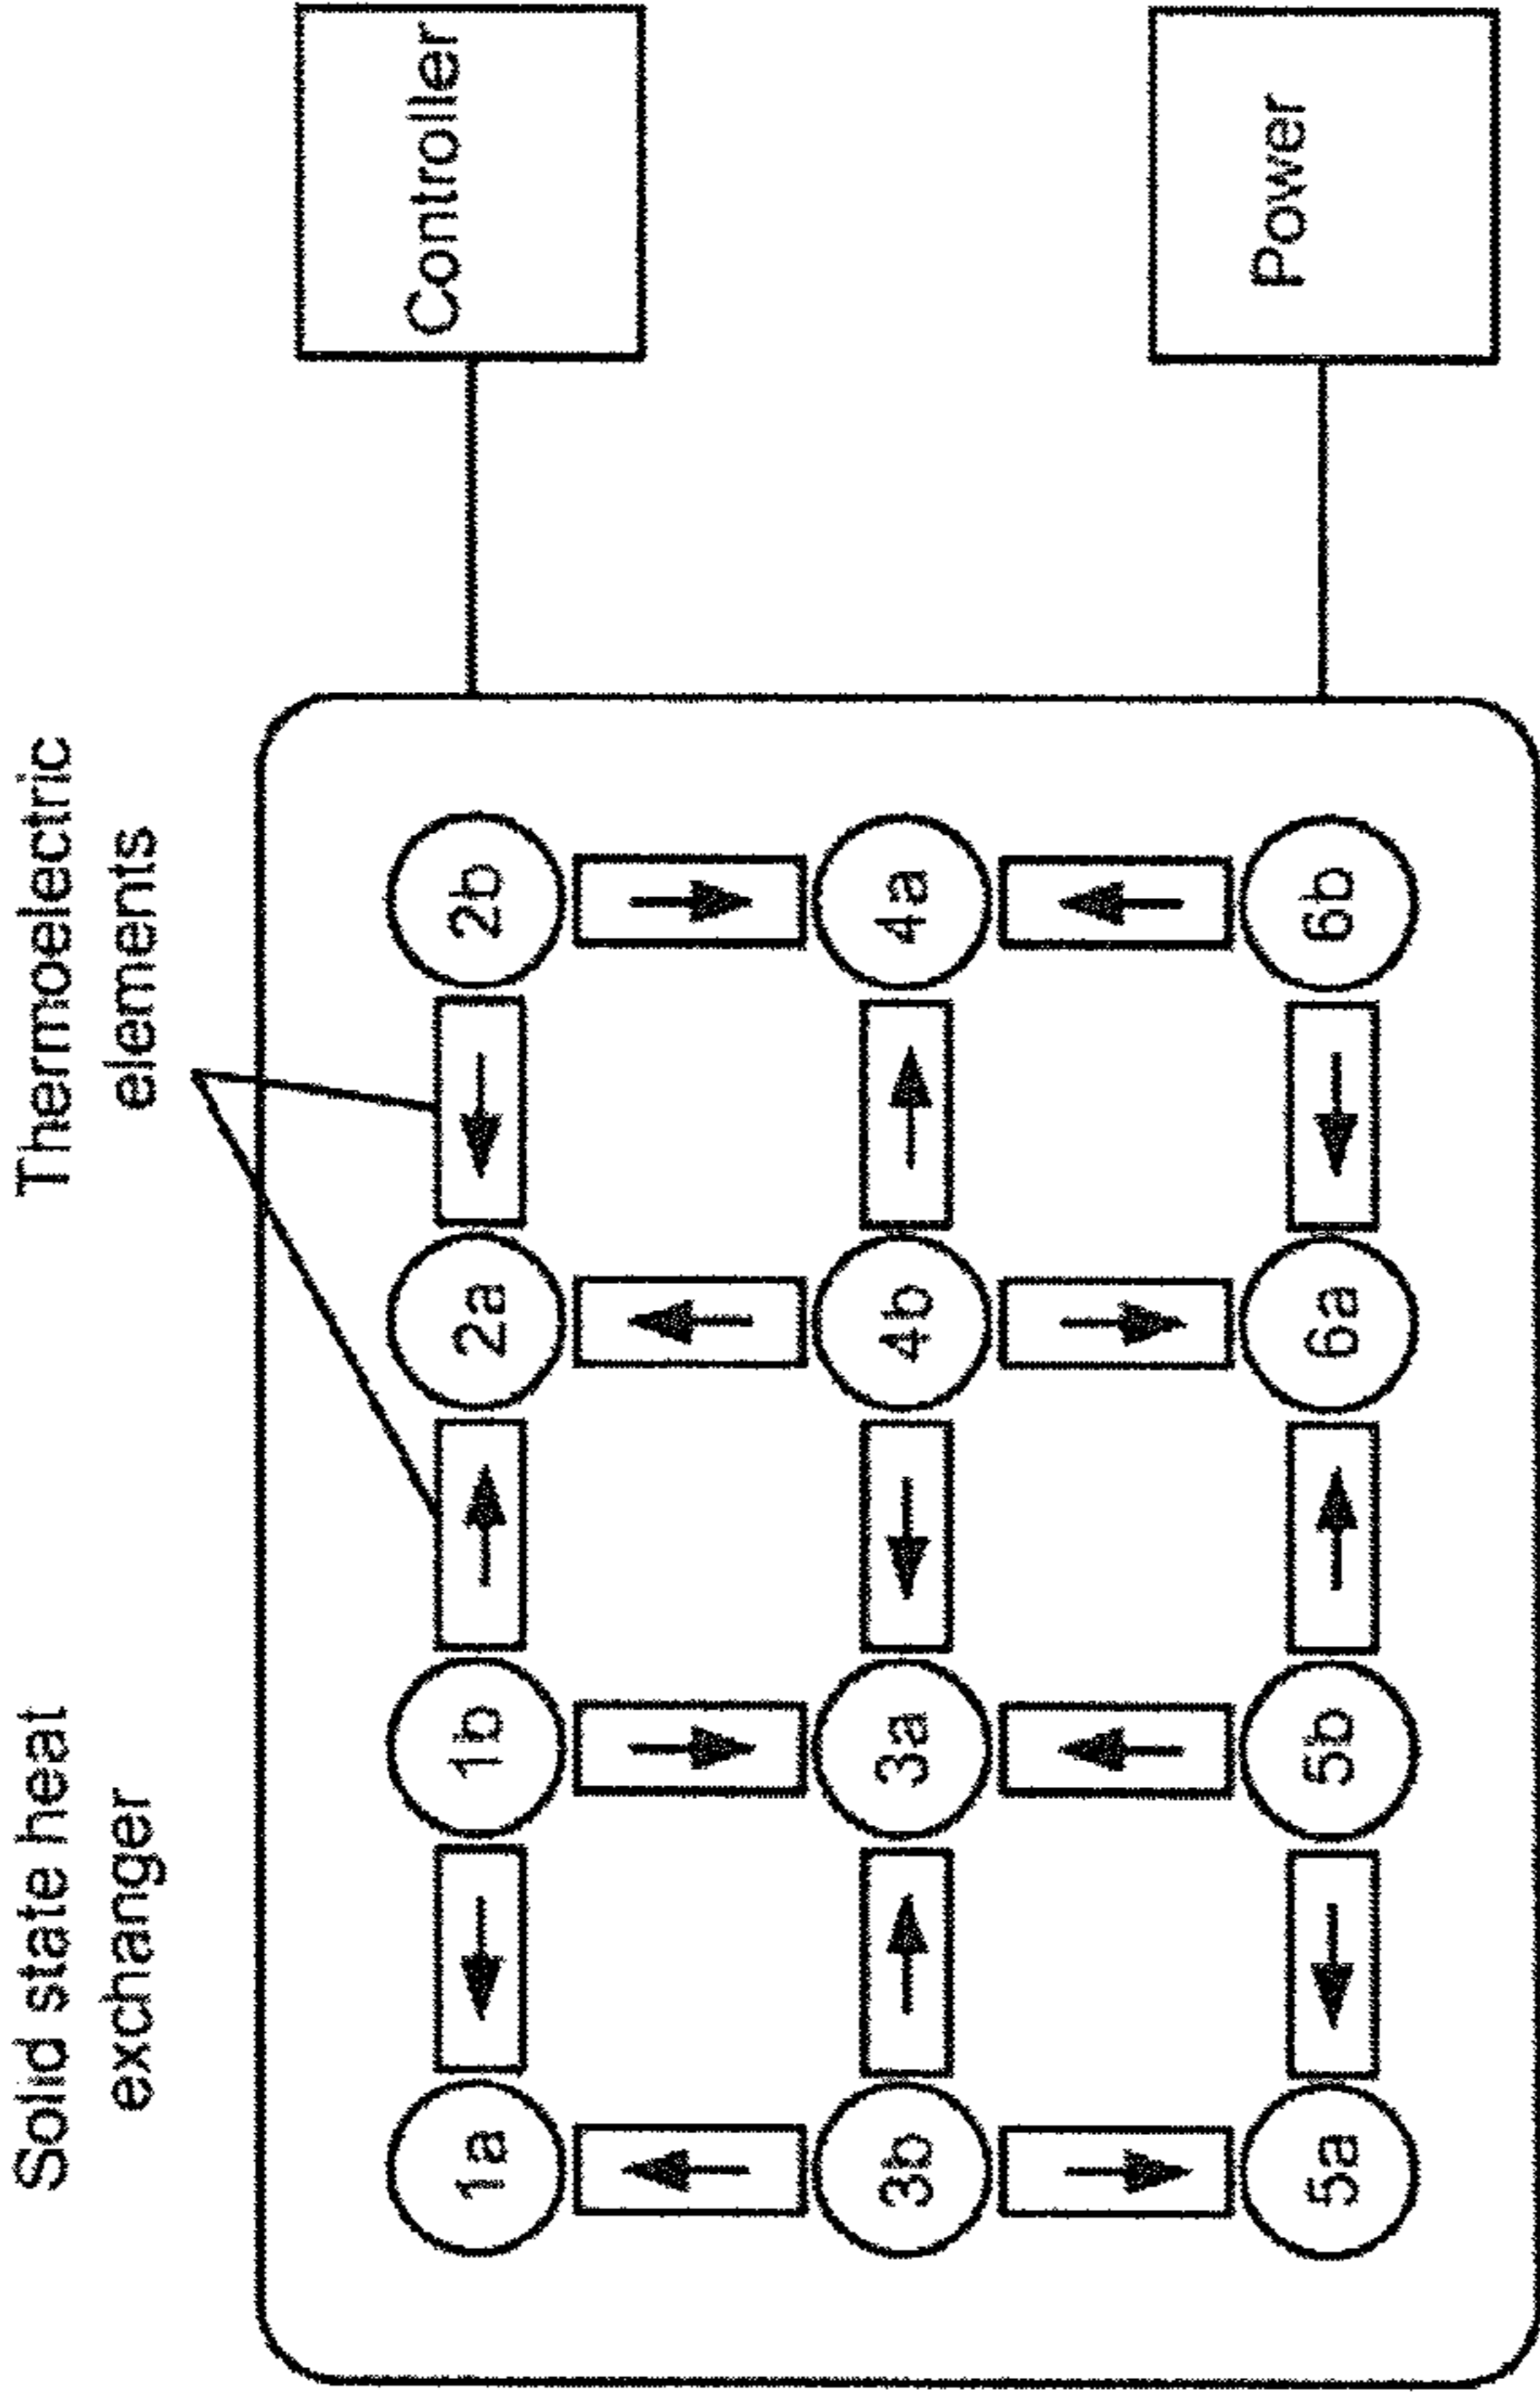 Solid state heat
exchanger
Thermoelectric
elements
1a
1b
2a
2b
Controller
3b
3a
4b
4a
5a
5b
6a
6b
Power